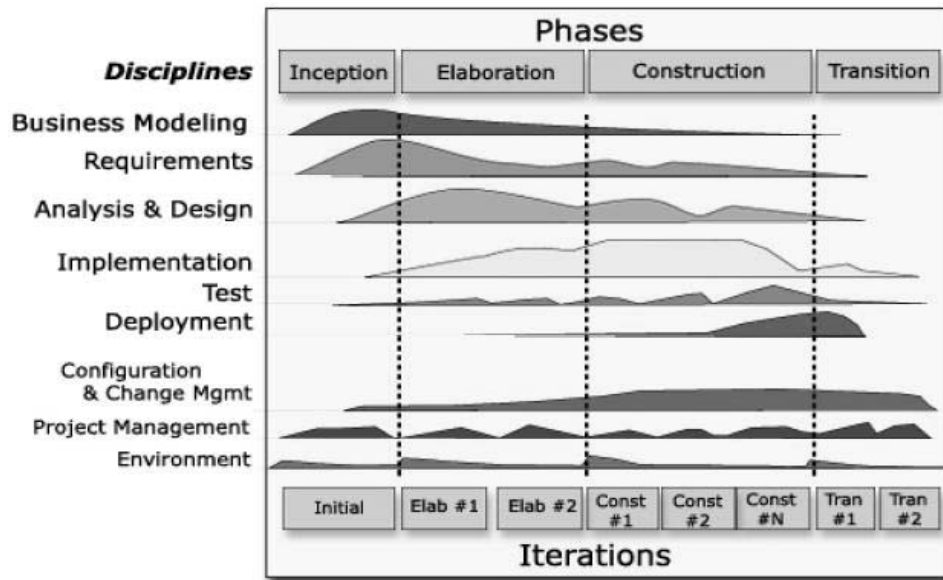 Phases
Disciplines Inception Elaboration Construction Transition
Business Modeling
Requirements
Analysis & Design
Implementation
Test
Deployment
Configuration
& Change Mgmt
Project Management
Environment
Initial Elab #1 Elab #2 Const #1 Const #2 Const #N Tran #1 Tran #2
Iterations